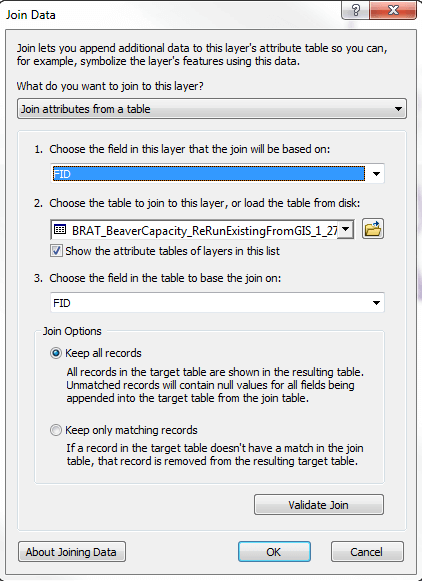 Join Data
Join lets you append additional data to this layer's attribute table so you can,
for example, symbolize the layer's features using this data.
What do you want to join to this layer?
Join attributes from a table
1. Choose the field in this layer that the join will be based on:
FID
2. Choose the table to join to this layer, or load the table from disk:
BRAT_BeaverCapacity_ReRunExistingFromGIS_1_27
Show the attribute tables of layers in this list
3. Choose the field in the table to base the join on:
FID
Join Options
Keep all records
All records in the target table are shown in the resulting table.
Unmatched records will contain null values for all fields being
appended into the target table from the join table.
Keep only matching records
If a record in the target table doesn't have a match in the join
table, that record is removed from the resulting target table.
Validate Join
About Joining Data
OK
Cancel